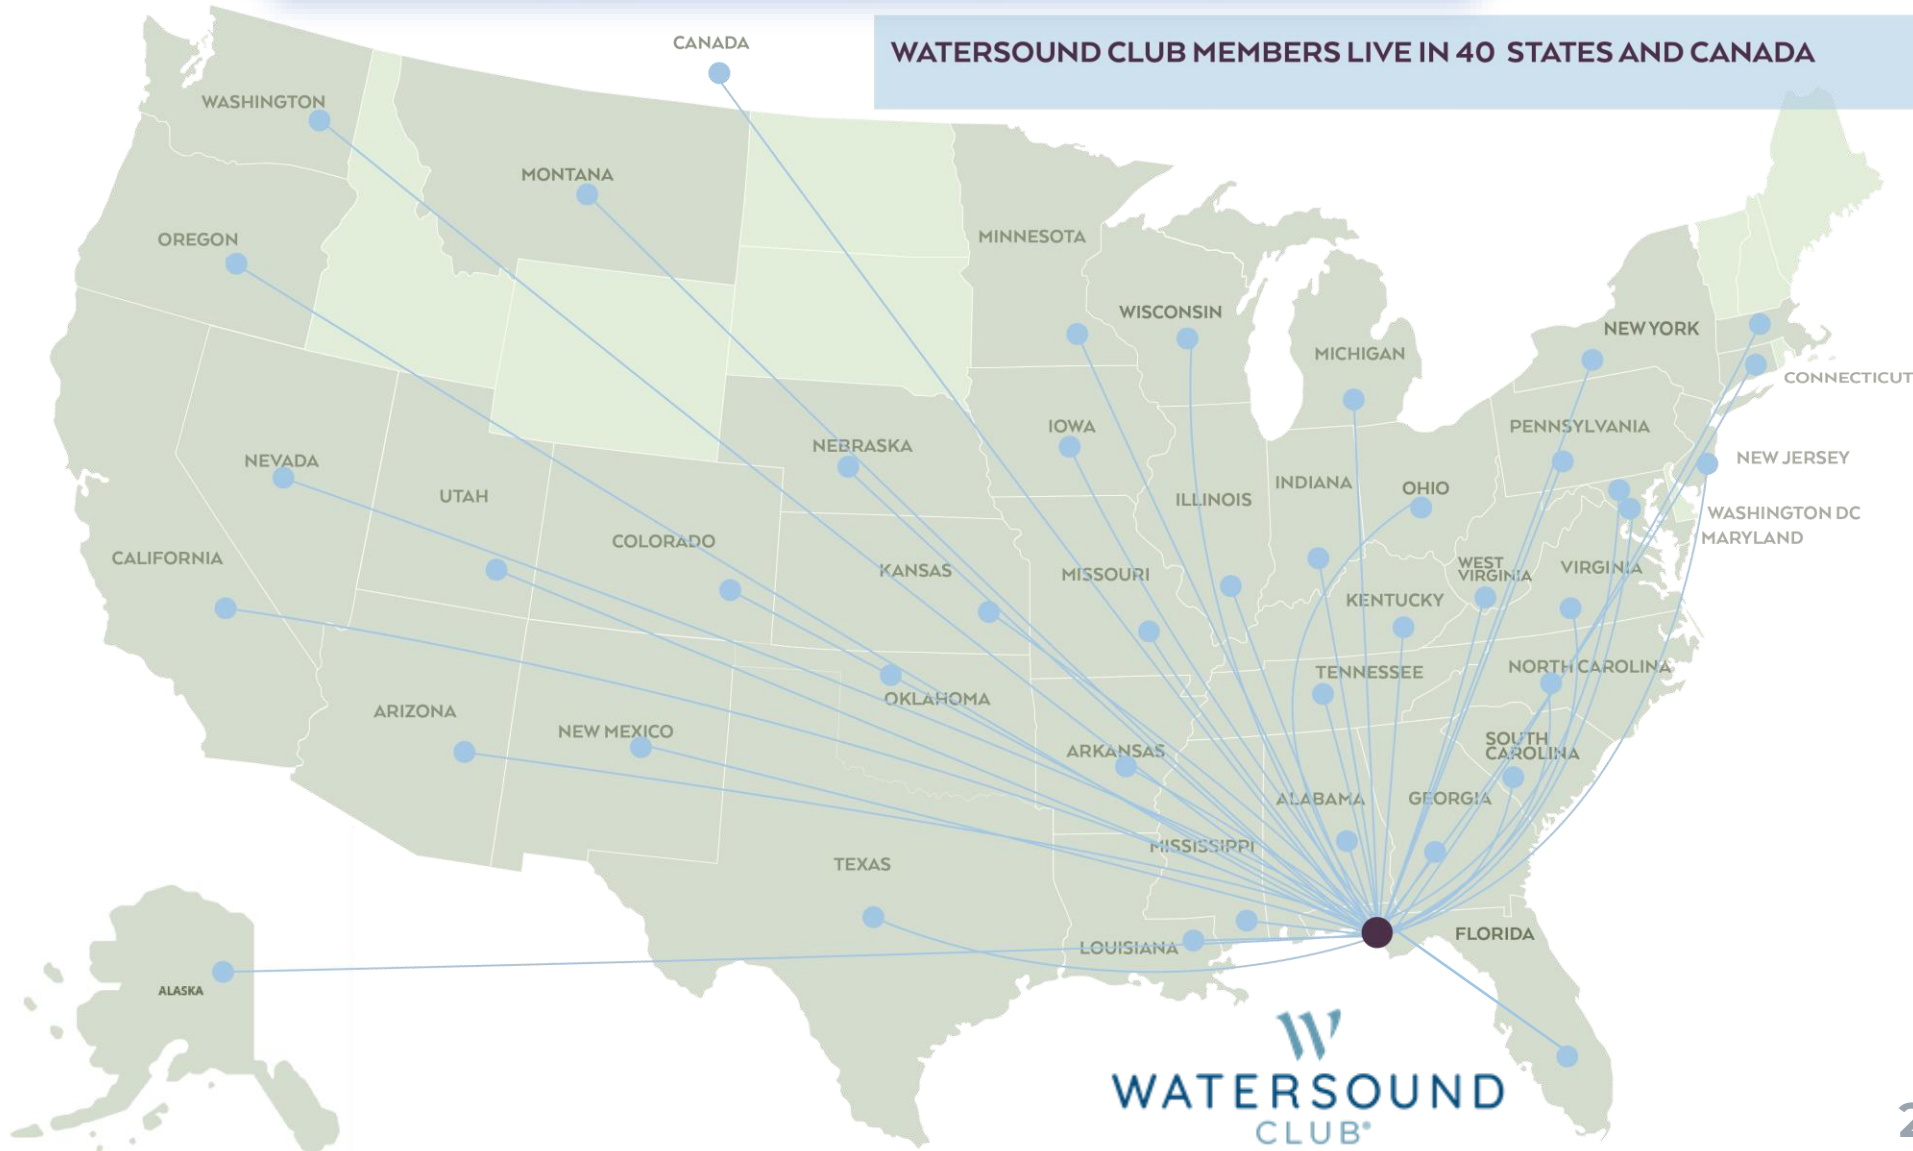 CANADA
WATERSOUND CLUB MEMBERS LIVE IN 40 STATES AND CANADA
WASHINGTON
MONTANA
OREGON
MINNESOTA
WISCONSIN
NEW YORK
MICHIGAN
CONNECTICUT
IOWA
PENNSYLVANIA
NEBRASKA
NEVADA
NEW JERSEY
INDIANA
OHIO
UTAH
ILLINOIS
WASHINGTON DC
COLORADO
MARYLAND
CALIFORNIA
KANSAS
MISSOURI
WEST
VIRGINIA
VIRGINIA
KENTUCKY
TENNESSEE
NORTH CAROLINA
OKLAHOMA
ARIZONA
NEW MEXICO
SOUTH
CAROLINA
ARKANSAS
ALABAMA
GEORGIA
MISSISSIPPI
TEXAS
FLORIDA
LOUISIANA
ALASKA
W
WATERSOUND
CLUB®